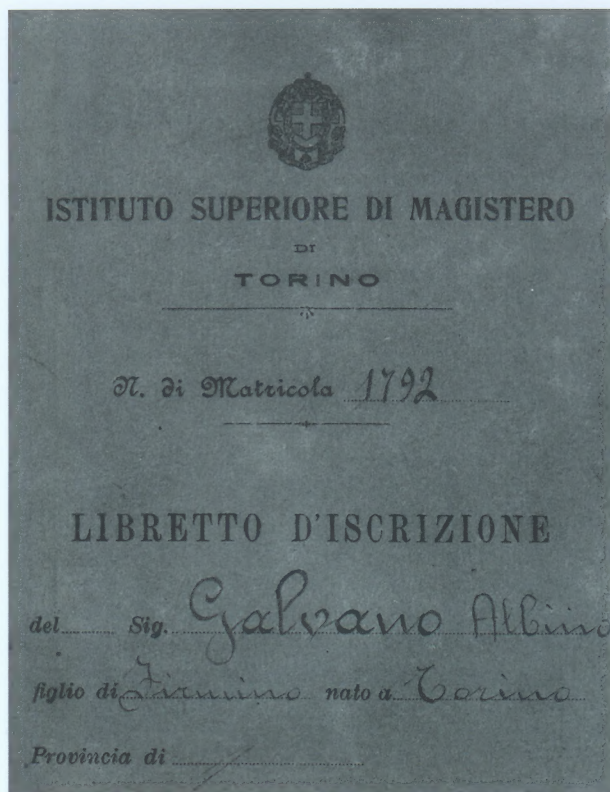 ISTITUTO SUPERIORE DI MAGISTERO
DI
TORINO
N. di Matricola 1792
LIBRETTO D'ISCRIZIONE
del Sig. Galvano Albino
figlio di Firmino nato a Torino
Provincia di